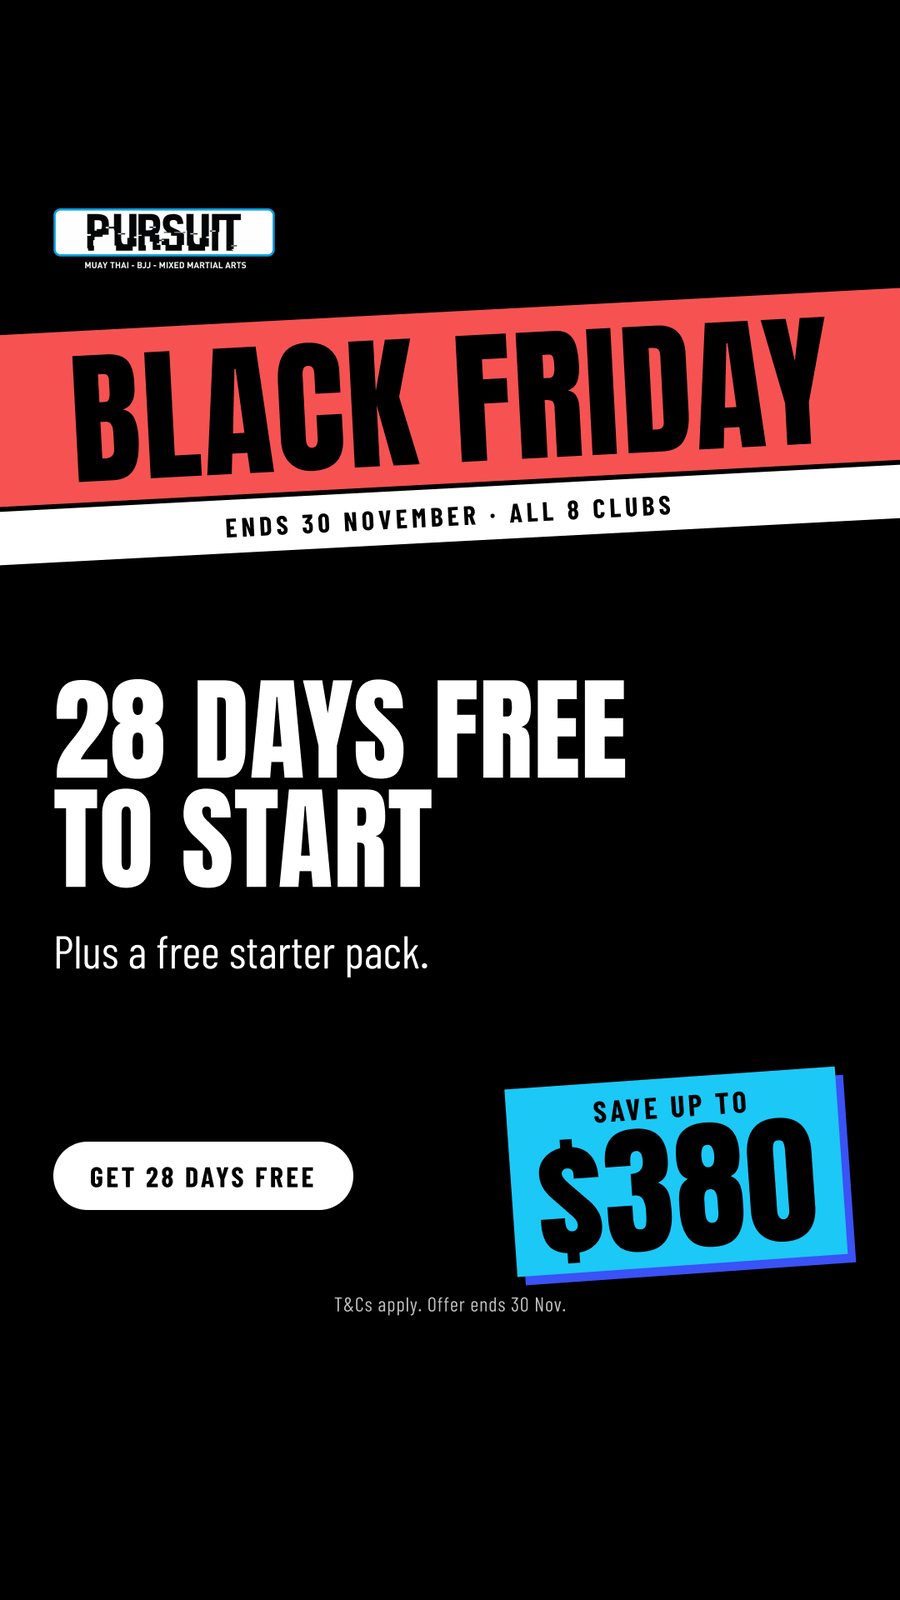 PURSUIT
MUAY THAI - BJJ - MIXED MARTIAL ARTS
BLACK FRIDAY
ENDS 30 NOVEMBER · ALL 8 CLUBS
28 DAYS FREE
TO START
Plus a free starter pack.
SAVE UP TO
$380
GET 28 DAYS FREE
T&Cs apply. Offer ends 30 Nov.